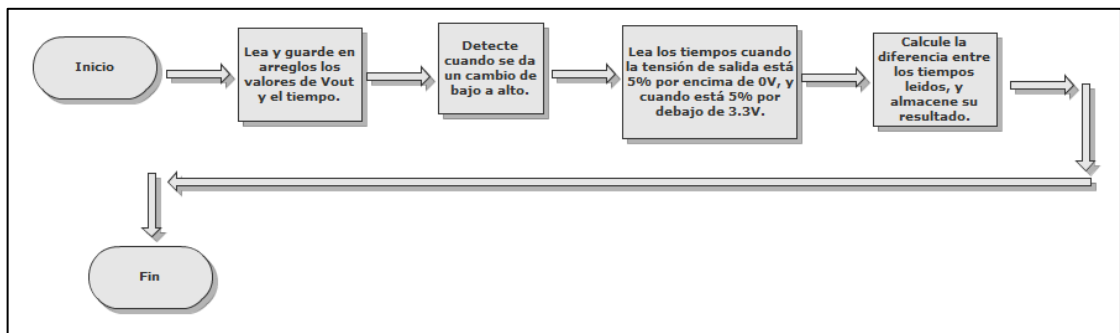 Inicio
Lea y guarde en
arreglos los
valores de Vout
y el tiempo.
Detecte
cuando se da
un cambio de
bajo a alto.
Lea los tiempos cuando
la tensión de salida está
5% por encima de 0V, y
cuando está 5% por
debajo de 3.3V.
Calcule la
diferencia entre
los tiempos
leidos, y
almacene su
resultado.
Fin